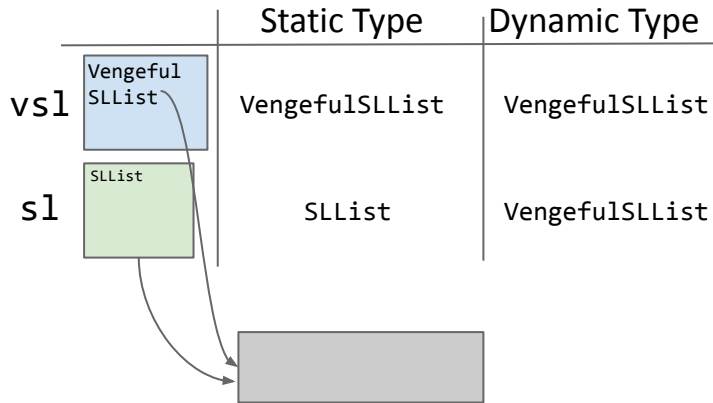 Static Type Dynamic Type
vsl
Vengeful
SLList
VengefulSLList VengefulSLList
sl
SLList
SLList VengefulSLList